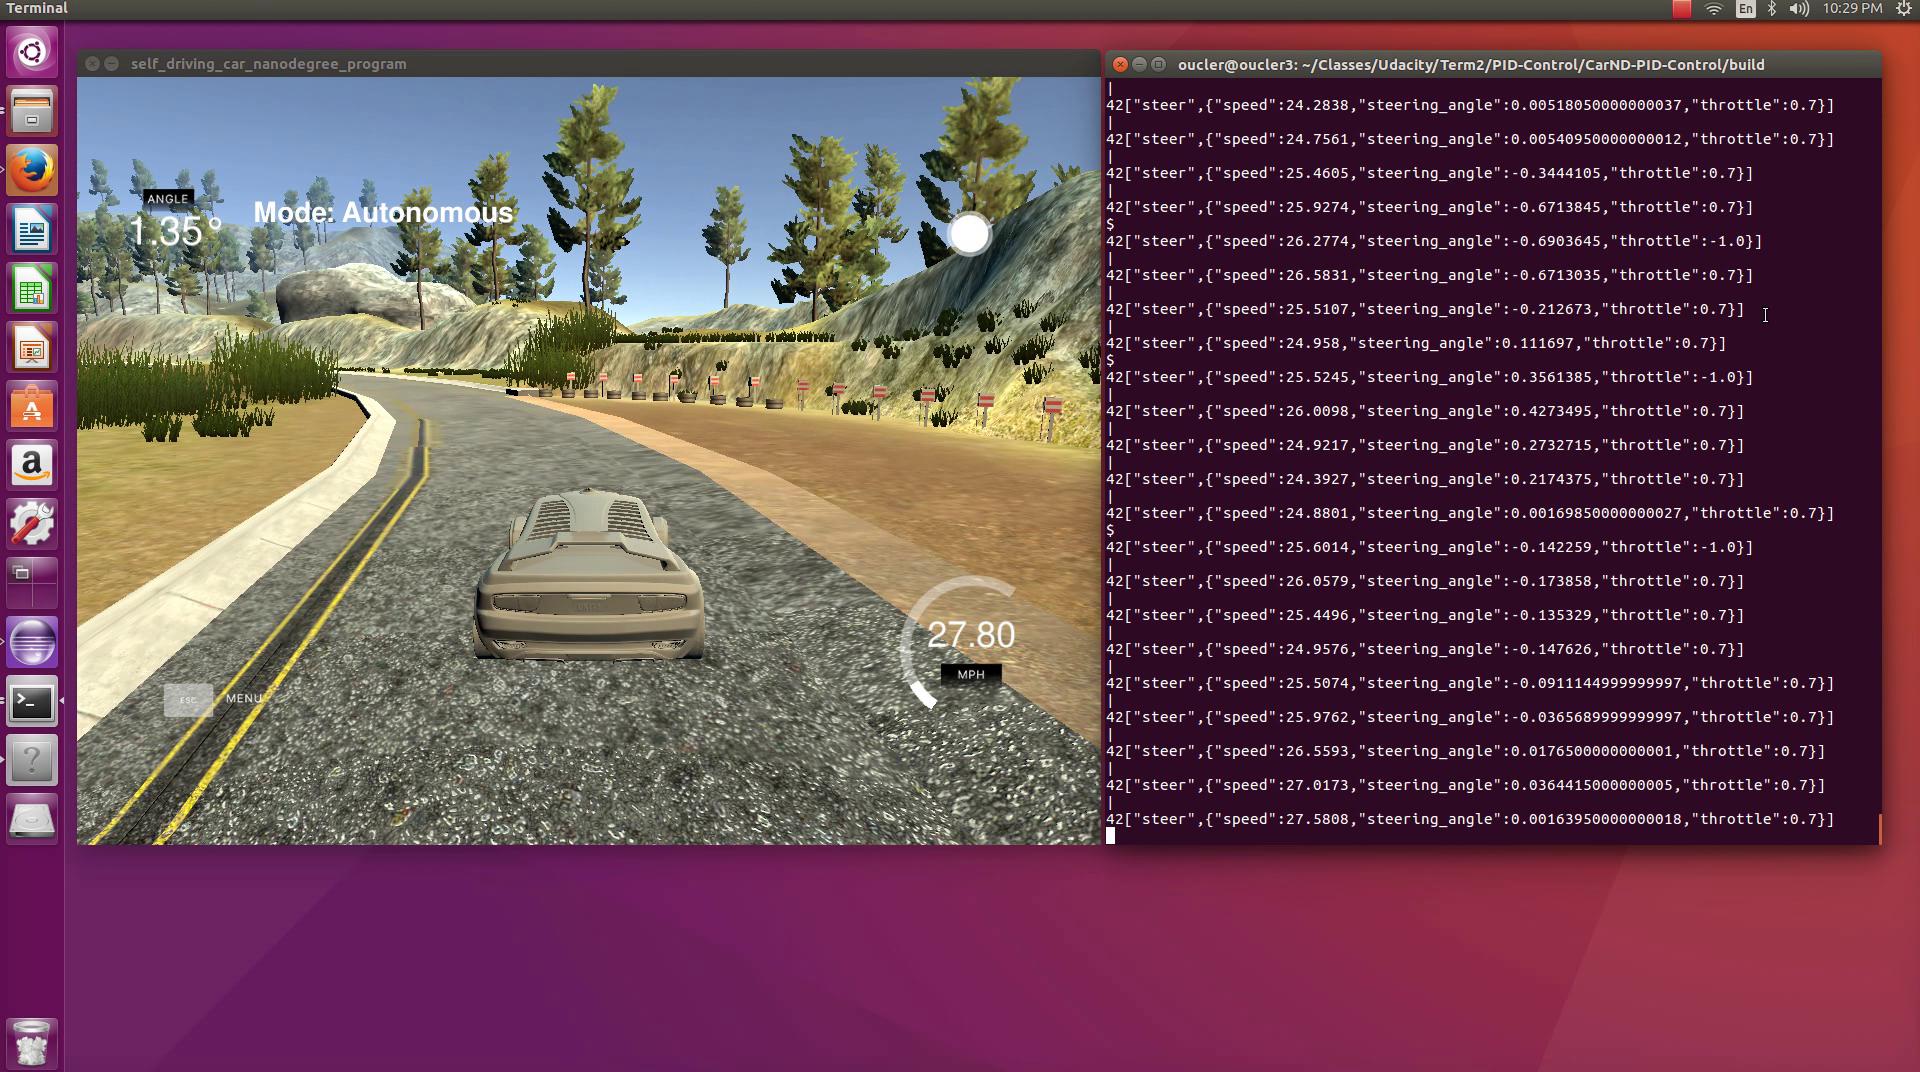 Terminal
En
10:29 PM
self_driving_car_nanodegree_program
ANGLE
1.35°
Mode: Autonomous
27.80
MPH
ESC
MENU
oucler@oucler3: ~/Classes/Udacity/Term2/PID-Control/CarND-PID-Control/build
|
42["steer",{"speed":24.2838,"steering_angle":0.00518050000000037,"throttle":0.7}]
|
42["steer",{"speed":24.7561,"steering_angle":0.00540950000000012,"throttle":0.7}]
|
42["steer",{"speed":25.4605,"steering_angle":-0.3444105,"throttle":0.7}]
|
42["steer",{"speed":25.9274,"steering_angle":-0.6713845,"throttle":0.7}]
$
42["steer",{"speed":26.2774,"steering_angle":-0.6903645,"throttle":-1.0}]
|
42["steer",{"speed":26.5831,"steering_angle":-0.6713035,"throttle":0.7}]
|
42["steer",{"speed":25.5107,"steering_angle":-0.212673,"throttle":0.7}]
|
42["steer",{"speed":24.958,"steering_angle":0.111697,"throttle":0.7}]
$
42["steer",{"speed":25.5245,"steering_angle":0.3561385,"throttle":-1.0}]
|
42["steer",{"speed":26.0098,"steering_angle":0.4273495,"throttle":0.7}]
|
42["steer",{"speed":24.9217,"steering_angle":0.2732715,"throttle":0.7}]
|
42["steer",{"speed":24.3927,"steering_angle":0.2174375,"throttle":0.7}]
|
42["steer",{"speed":24.8801,"steering_angle":0.00169850000000027,"throttle":0.7}]
$
42["steer",{"speed":25.6014,"steering_angle":-0.142259,"throttle":-1.0}]
|
42["steer",{"speed":26.0579,"steering_angle":-0.173858,"throttle":0.7}]
|
42["steer",{"speed":25.4496,"steering_angle":-0.135329,"throttle":0.7}]
|
42["steer",{"speed":24.9576,"steering_angle":-0.147626,"throttle":0.7}]
|
42["steer",{"speed":25.5074,"steering_angle":-0.0911144999999997,"throttle":0.7}]
|
42["steer",{"speed":25.9762,"steering_angle":-0.0365689999999997,"throttle":0.7}]
|
42["steer",{"speed":26.5593,"steering_angle":0.0176500000000001,"throttle":0.7}]
|
42["steer",{"speed":27.0173,"steering_angle":0.0364415000000005,"throttle":0.7}]
|
42["steer",{"speed":27.5808,"steering_angle":0.00163950000000018,"throttle":0.7}]